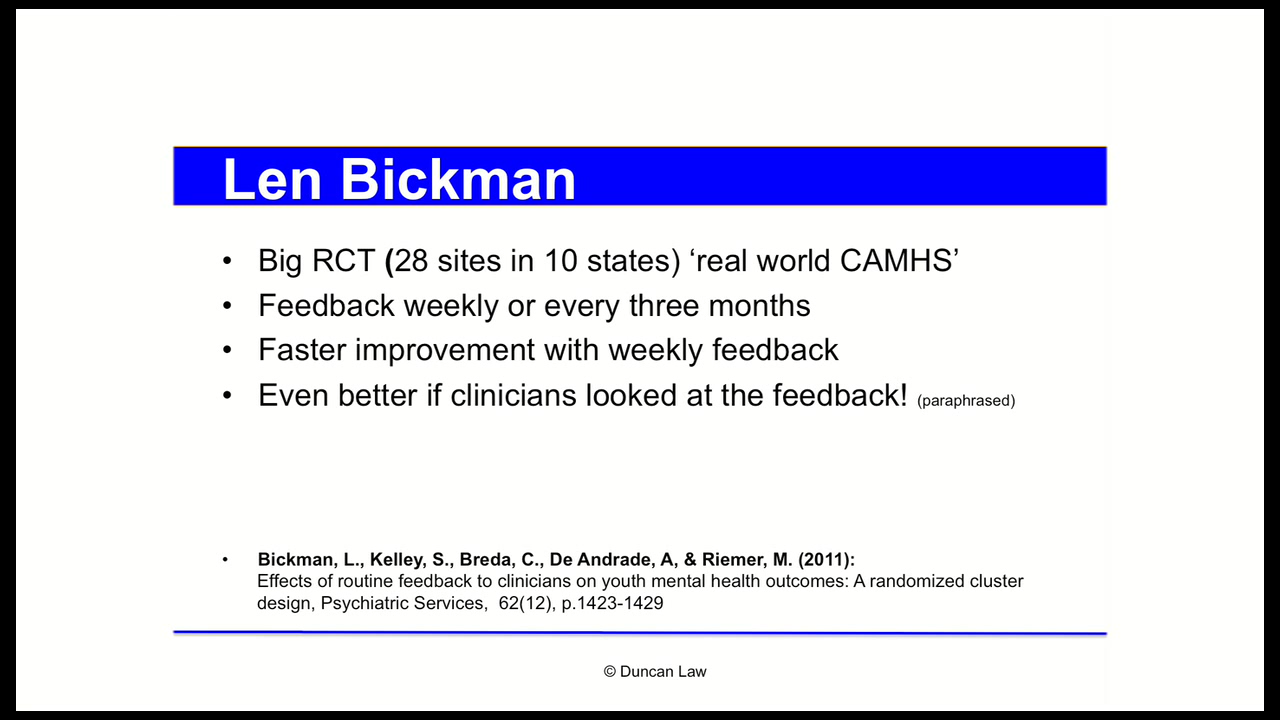 Len Bickman
• Big RCT (28 sites in 10 states) ‘real world CAMHS’
• Feedback weekly or every three months
• Faster improvement with weekly feedback
• Even better if clinicians looked at the feedback! (paraphrased)
• Bickman, L., Kelley, S., Breda, C., De Andrade, A, & Riemer, M. (2011):
Effects of routine feedback to clinicians on youth mental health outcomes: A randomized cluster
design, Psychiatric Services, 62(12), p.1423-1429
© Duncan Law